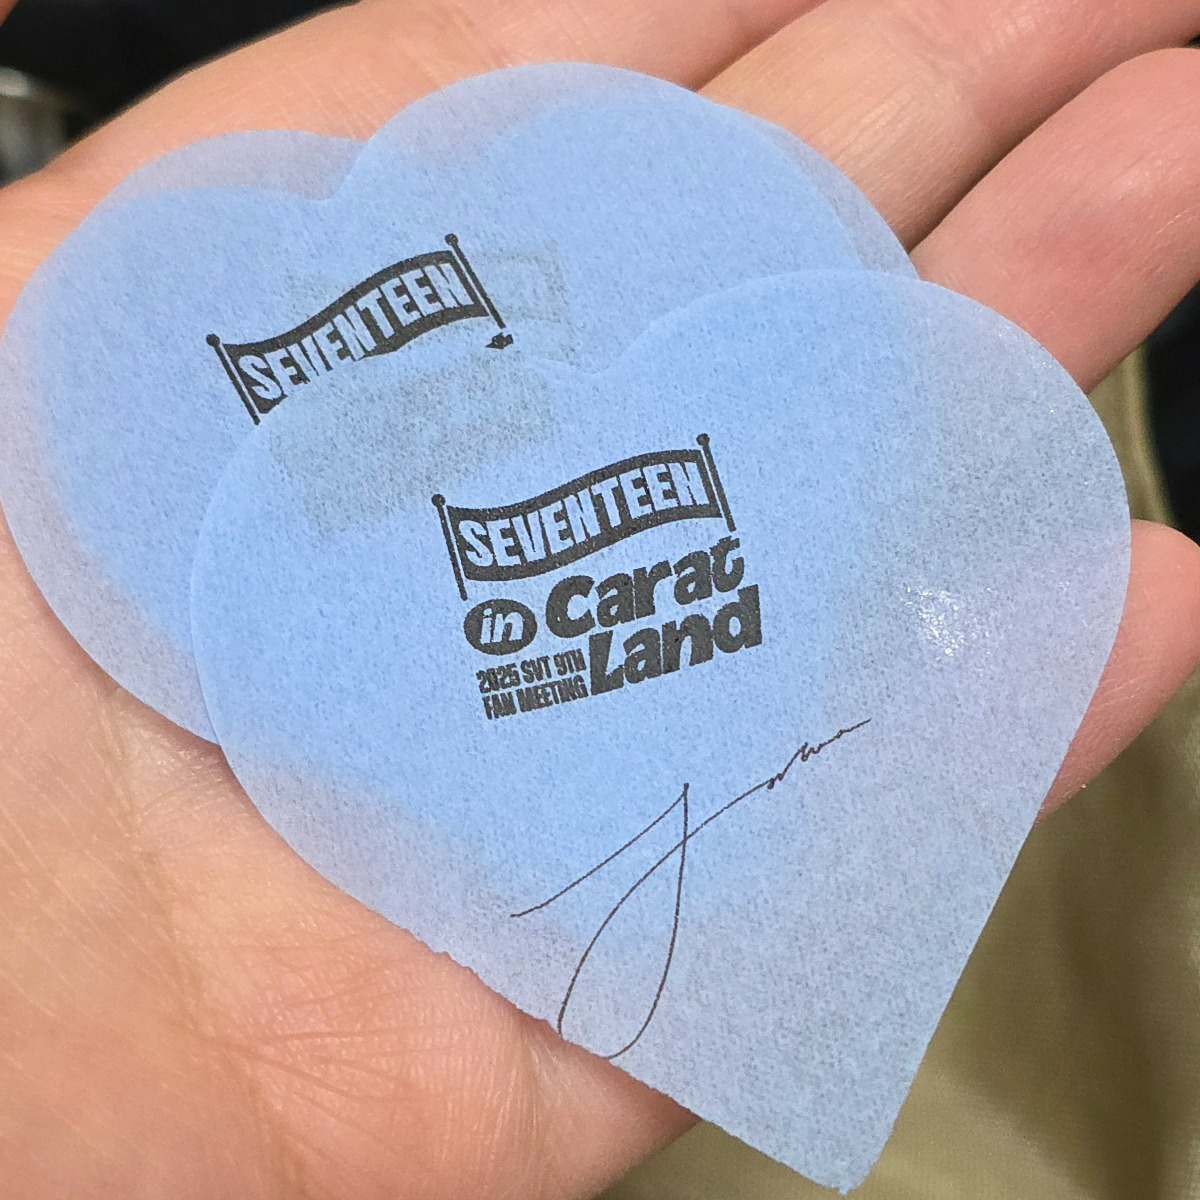 SEVENTEEN
SEVENTEEN
in Carat
Land
2025 SVT 9TH
FAN MEETING